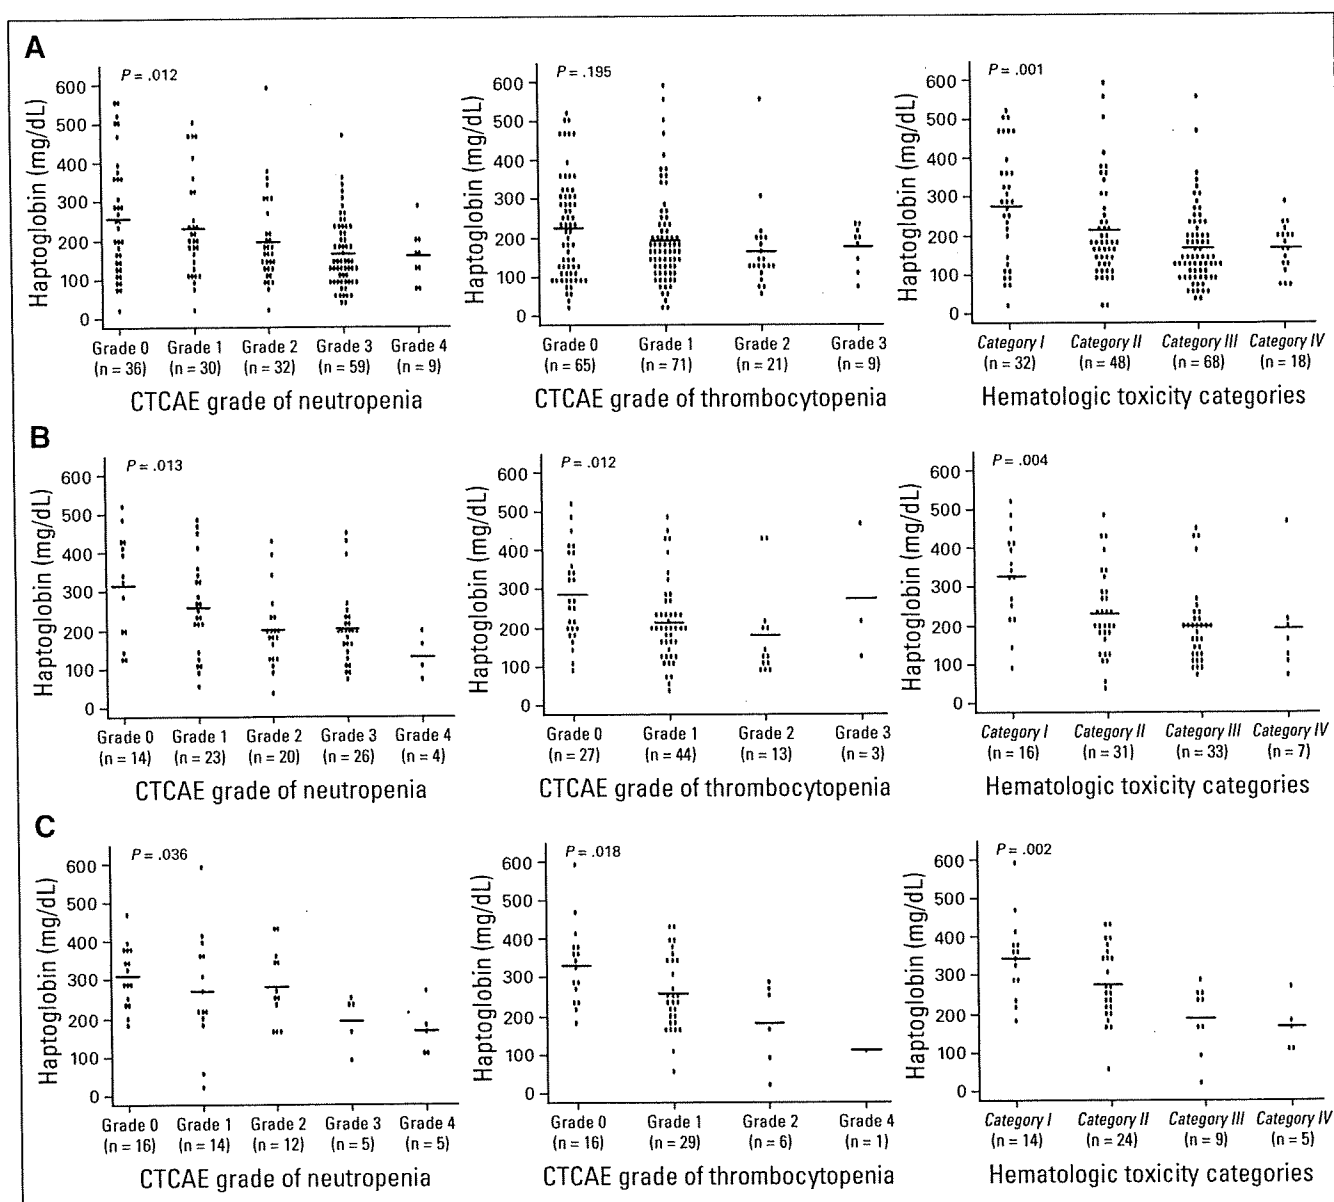 A
P = .012
Haptoglobin (mg/dL)
600
500
400
300
200
100
0
Grade 0 Grade 1 Grade 2 Grade 3 Grade 4
(n = 36) (n = 30) (n = 32) (n = 59) (n = 9)
CTCAE grade of neutropenia
P = .195
Haptoglobin (mg/dL)
600
500
400
300
200
100
0
Grade 0 Grade 1 Grade 2 Grade 3
(n = 65) (n = 71) (n = 21) (n = 9)
CTCAE grade of thrombocytopenia
P = .001
Haptoglobin (mg/dL)
600
500
400
300
200
100
0
Category I Category II Category III Category IV
(n = 32) (n = 48) (n = 68) (n = 18)
Hematologic toxicity categories
B
P = .013
Haptoglobin (mg/dL)
600
500
400
300
200
100
0
Grade 0 Grade 1 Grade 2 Grade 3 Grade 4
(n = 14) (n = 23) (n = 20) (n = 26) (n = 4)
CTCAE grade of neutropenia
P = .012
Haptoglobin (mg/dL)
600
500
400
300
200
100
0
Grade 0 Grade 1 Grade 2 Grade 3
(n = 27) (n = 44) (n = 13) (n = 3)
CTCAE grade of thrombocytopenia
P = .004
Haptoglobin (mg/dL)
600
500
400
300
200
100
0
Category I Category II Category III Category IV
(n = 16) (n = 31) (n = 33) (n = 7)
Hematologic toxicity categories
C
P = .036
Haptoglobin (mg/dL)
600
500
400
300
200
100
0
Grade 0 Grade 1 Grade 2 Grade 3 Grade 4
(n = 16) (n = 14) (n = 12) (n = 5) (n = 5)
CTCAE grade of neutropenia
P = .018
Haptoglobin (mg/dL)
600
500
400
300
200
100
0
Grade 0 Grade 1 Grade 2 Grade 4
(n = 16) (n = 29) (n = 6) (n = 1)
CTCAE grade of thrombocytopenia
P = .002
Haptoglobin (mg/dL)
600
500
400
300
200
100
0
Category I Category II Category III Category IV
(n = 14) (n = 24) (n = 9) (n = 5)
Hematologic toxicity categories